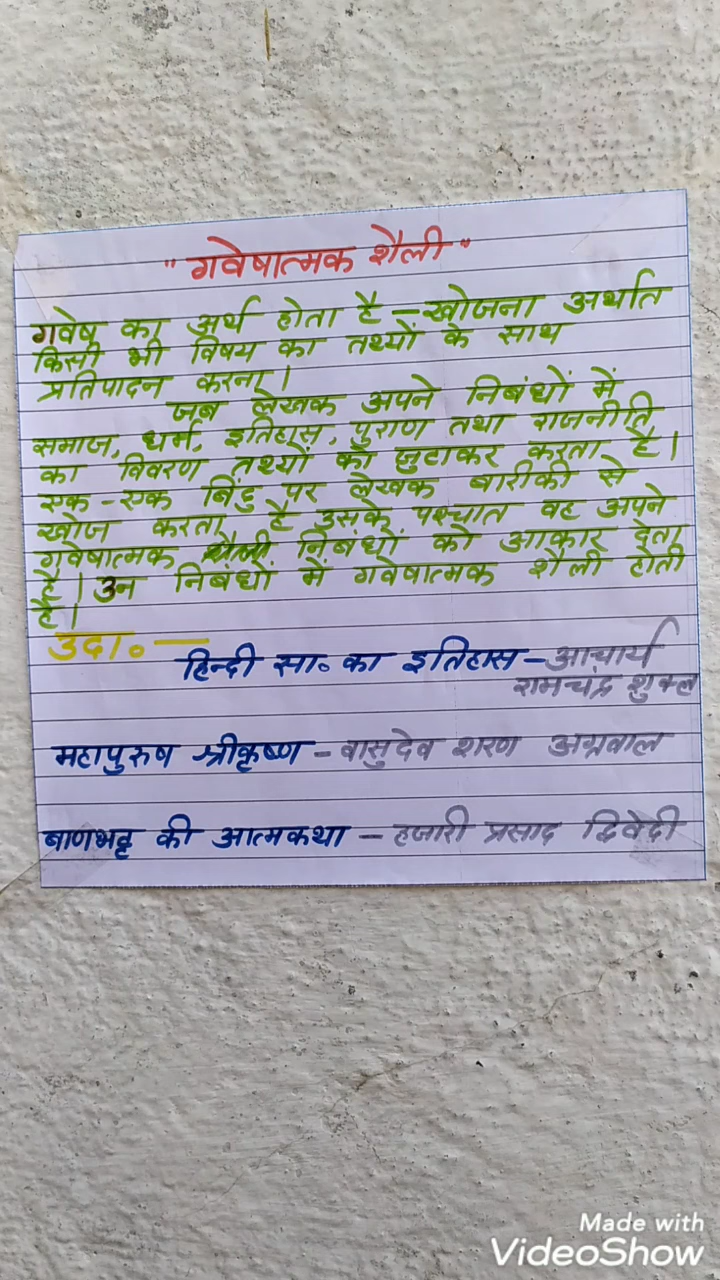 "गवेषात्मक शैली"
गवेष का अर्थ होता है - खोजना अर्थात
किसी भी विषय का तथ्यों के साथ
प्रतिपादन करना।
जब लेखक अपने निबंधों में
समाज, धर्म, इतिहास, पुराण तथा राजनीति
का विवरण तथ्यों को जुटाकर करता है।
एक-एक बिंदु पर लेखक बारीकी से
खोज करता है उसके पश्चात वह अपने
गवेषात्मक शैली निबंधों को आकार देता
है। उन निबंधों में गवेषात्मक शैली होती
है।
उदा॰ -
हिन्दी सा॰ का इतिहास - आचार्य
रामचंद्र शुक्ल
महापुरुष श्रीकृष्ण - वासुदेव शरण अग्रवाल
बाणभट्ट की आत्मकथा - हजारी प्रसाद द्विवेदी
Made with
VideoShow